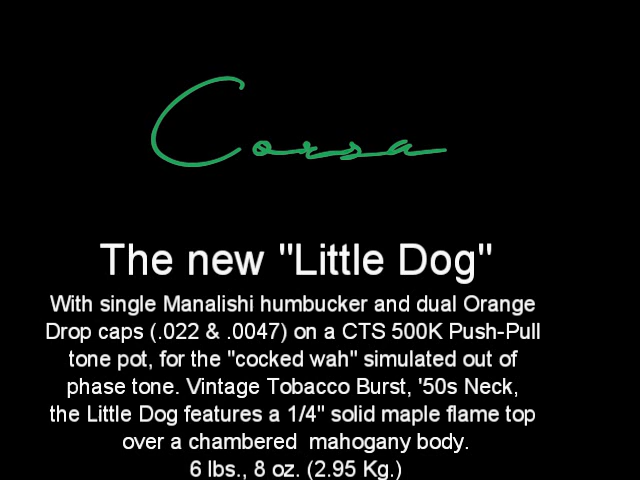 Corsa
The new "Little Dog"
With single Manalishi humbucker and dual Orange
Drop caps (.022 & .0047) on a CTS 500K Push-Pull
tone pot, for the "cocked wah" simulated out of
phase tone. Vintage Tobacco Burst, '50s Neck,
the Little Dog features a 1/4" solid maple flame top
over a chambered  mahogany body.
6 lbs., 8 oz. (2.95 Kg.)